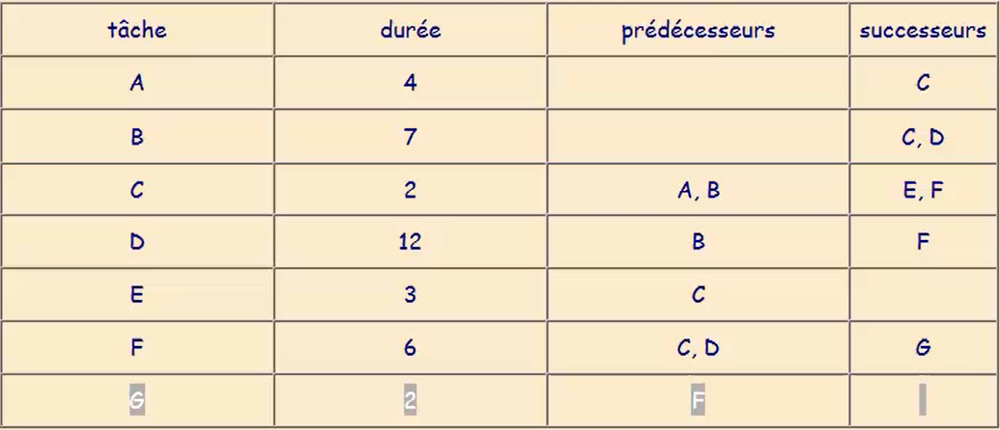 tâche durée prédécesseurs successeurs
A 4 C
B 7 C, D
C 2 A, B E, F
D 12 B F
E 3 C
F 6 C, D G
G 2 F